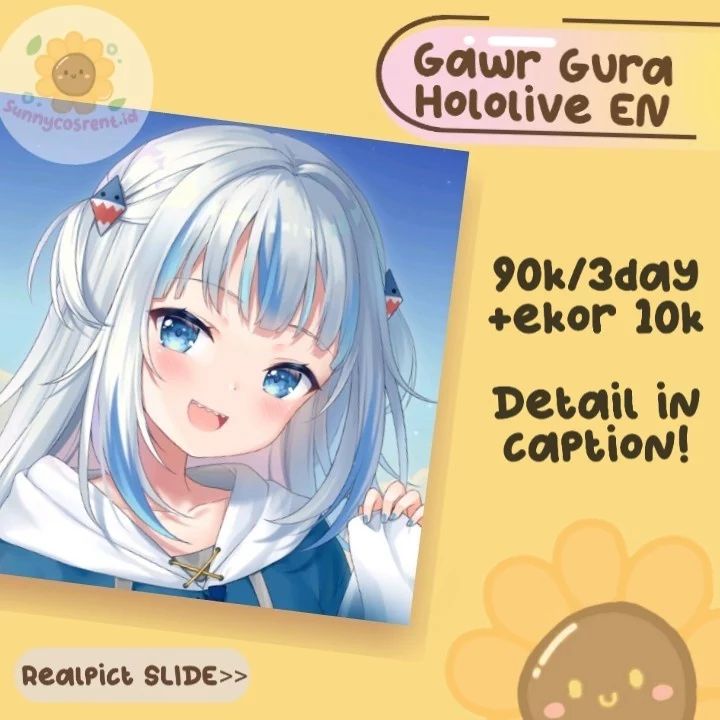 Sunnycosrent.id
Gawr Gura
Hololive EN
90k/3day
+ekor 10k
Detail in
caption!
RealPict SLIDE>>